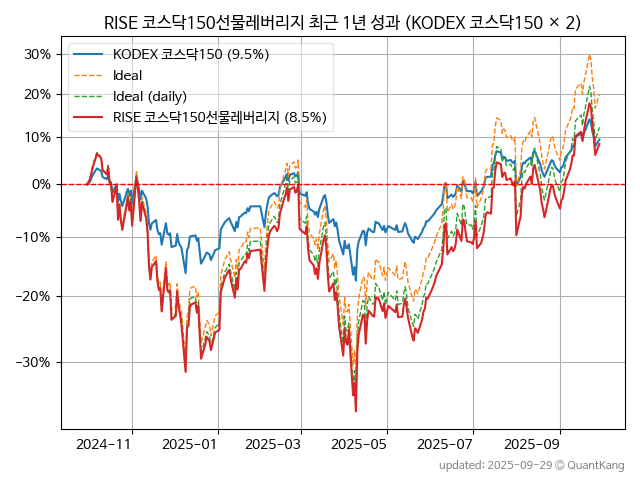 RISE 코스닥150선물레버리지 최근 1년 성과 (KODEX 코스닥150 × 2)
KODEX 코스닥150 (9.5%)
Ideal
Ideal (daily)
RISE 코스닥150선물레버리지 (8.5%)
30%
20%
10%
0%
−10%
−20%
−30%
2024-11
2025-01
2025-03
2025-05
2025-07
2025-09
updated: 2025-09-29 © QuantKang